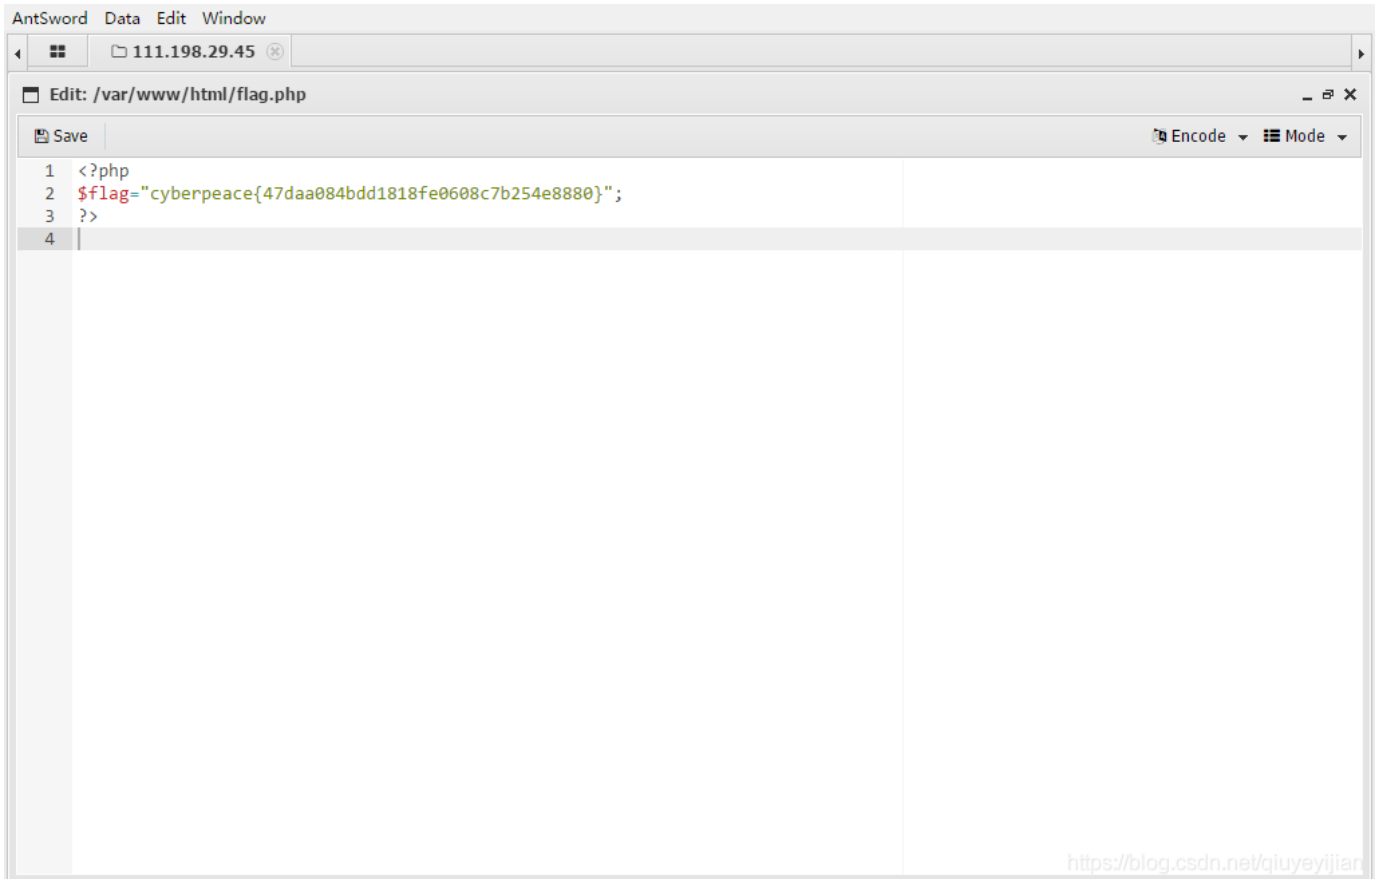 AntSword Data Edit Window
111.198.29.45
Edit: /var/www/html/flag.php
Save Encode Mode
1 <?php
2 $flag="cyberpeace{47daa084bdd1818fe0608c7b254e8880}";
3 ?>
4
https://blog.csdn.net/qiuyeyijian